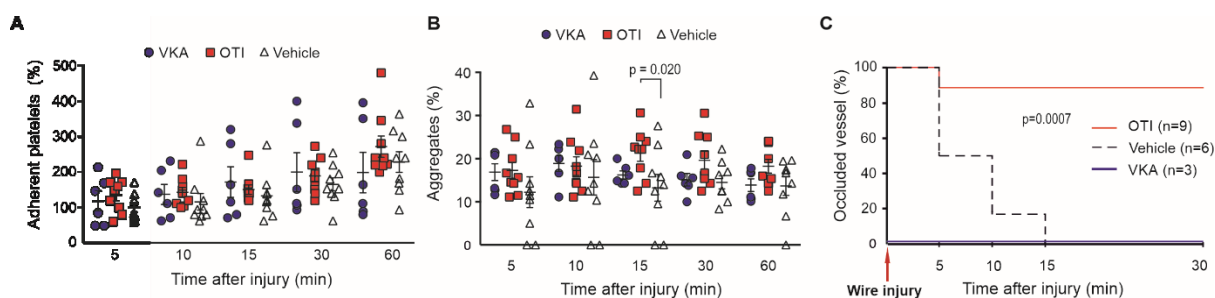 A
VKA OTI Vehicle
Adherent platelets (%)
500
400
300
200
100
0
5 10 15 30 60
Time after injury (min)
B
VKA OTI Vehicle
p = 0.020
Aggregates (%)
40
30
20
10
0
5 10 15 30 60
Time after injury (min)
C
Occluded vessel (%)
100
80
60
40
20
0
p=0.0007
OTI (n=9)
Vehicle (n=6)
VKA (n=3)
5 10 15 30
Wire injury
Time after injury (min)